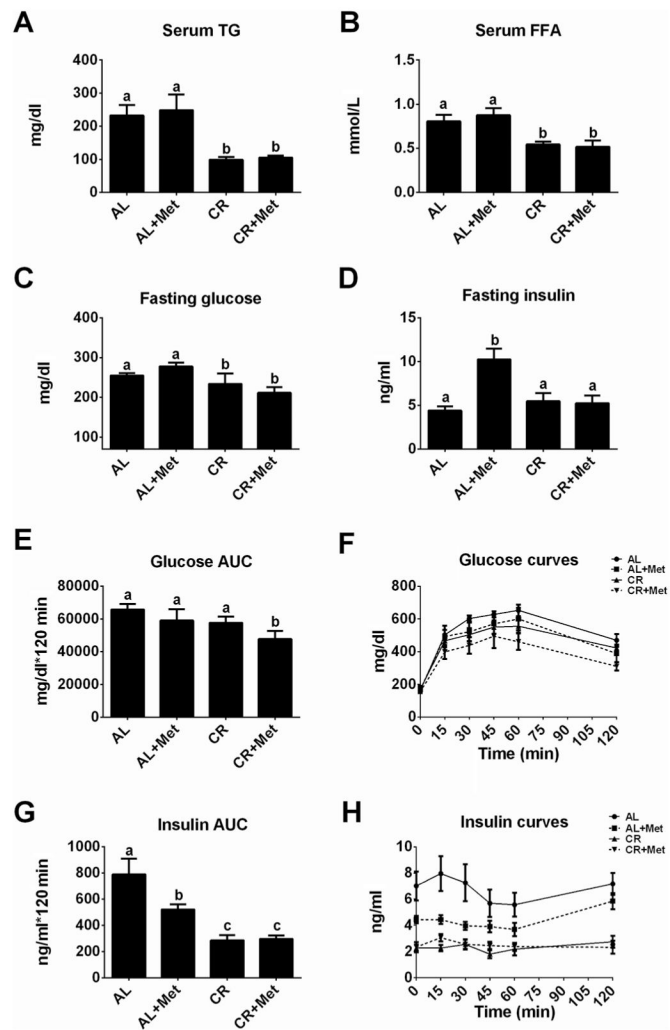 A
Serum TG
mg/dl
400
300
200
100
0
a
a
b
b
AL
AL+Met
CR
CR+Met
B
Serum FFA
mmol/L
1.5
1.0
0.5
0.0
a
a
b
b
AL
AL+Met
CR
CR+Met
C
Fasting glucose
mg/dl
400
300
200
100
a
a
b
b
AL
AL+Met
CR
CR+Met
D
Fasting insulin
ng/ml
15
10
5
0
a
b
a
a
AL
AL+Met
CR
CR+Met
E
Glucose AUC
mg/dl*120 min
80000
60000
40000
20000
0
a
a
a
b
AL
AL+Met
CR
CR+Met
F
Glucose curves
AL
AL+Met
CR
CR+Met
mg/dl
800
600
400
200
0
0
15
30
45
60
75
90
105
120
Time (min)
G
Insulin AUC
ng/ml*120 min
1000
800
600
400
200
0
a
b
c
c
AL
AL+Met
CR
CR+Met
H
Insulin curves
AL
AL+Met
CR
CR+Met
ng/ml
10
8
6
4
2
0
0
15
30
45
60
75
90
105
120
Time (min)